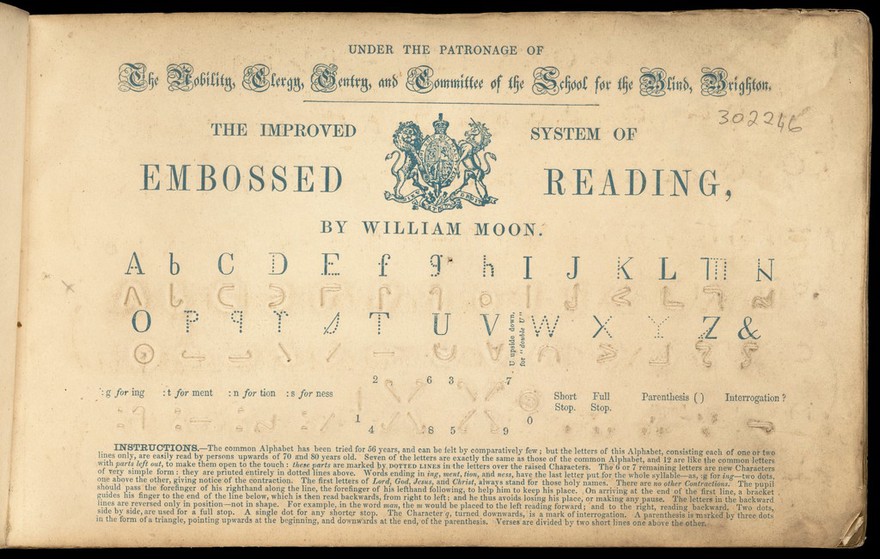 UNDER THE PATRONAGE OF
The Nobility, Clergy, Gentry, and Committee of the School for the Blind, Brighton.
302246
THE IMPROVED SYSTEM OF
EMBOSSED READING,
BY WILLIAM MOON.
A b C D E f g h I J K L m N
O P q r s T U V U upside down, for "double U" W X Y Z &
2 6 3 7
:g for ing :t for ment :n for tion :s for ness Short Stop. Full Stop. Parenthesis ( ) Interrogation ?
1 4 8 5 9 0
INSTRUCTIONS.—The common Alphabet has been tried for 56 years, and can be felt by comparatively few; but the letters of this Alphabet, consisting each of one or two
lines only, are easily read by persons upwards of 70 and 80 years old. Seven of the letters are exactly the same as those of the common Alphabet, and 12 are like the common letters
with parts left out, to make them open to the touch: these parts are marked by DOTTED LINES in the letters over the raised Characters. The 6 or 7 remaining letters are new Characters
of very simple form: they are printed entirely in dotted lines above. Words ending in ing, ment, tion, and ness, have the last letter put for the whole syllable—as, :g for ing—two dots,
one above the other, giving notice of the contraction. The first letters of Lord, God, Jesus, and Christ, always stand for those holy names. There are no other Contractions. The pupil
should pass the forefinger of his righthand along the line, the forefinger of his lefthand following, to help him to keep his place. On arriving at the end of the first line, a bracket
guides his finger to the end of the line below, which is then read backwards, from right to left; and he thus avoids losing his place, or making any pause. The letters in the backward
lines are reversed only in position—not in shape. For example, in the word man, the m would be placed to the left reading forward; and to the right, reading backward. Two dots,
side by side, are used for a full stop. A single dot for any shorter stop. The Character q, turned downwards, is a mark of interrogation. A parenthesis is marked by three dots
in the form of a triangle, pointing upwards at the beginning, and downwards at the end, of the parenthesis. Verses are divided by two short lines one above the other.